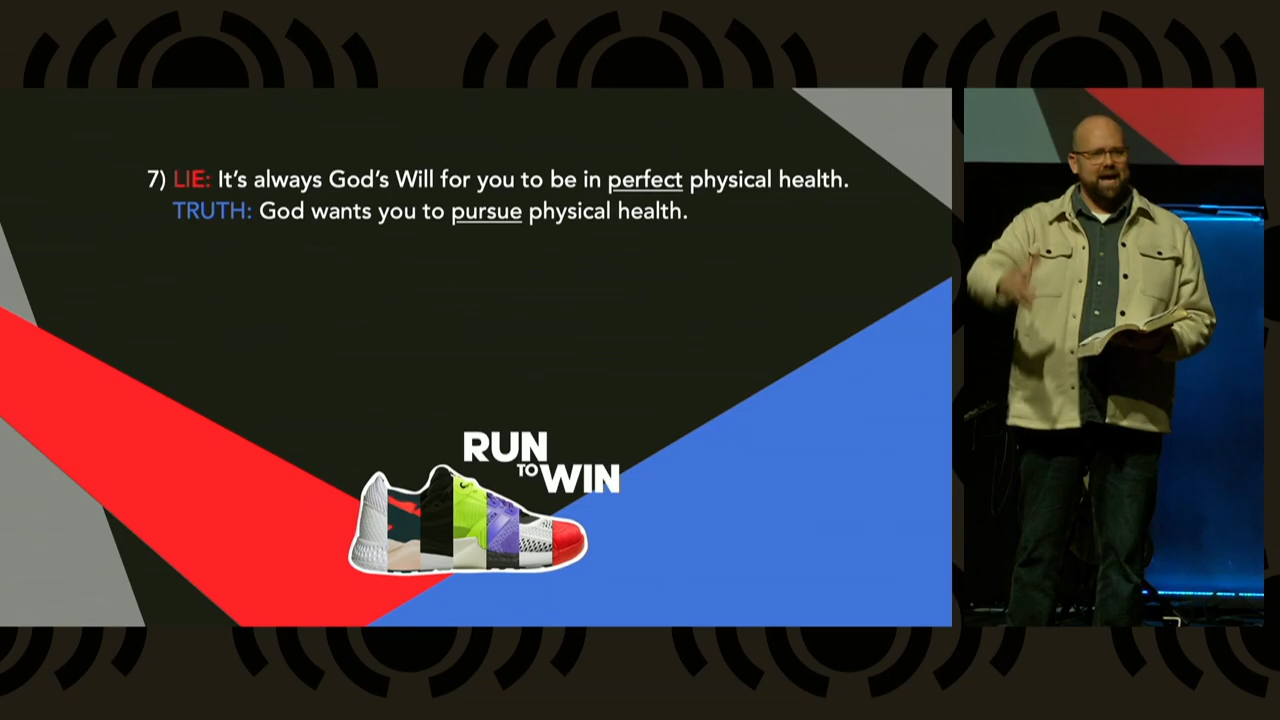 7) LIE: It's always God's Will for you to be in perfect physical health.
TRUTH: God wants you to pursue physical health.
RUN
TO WIN